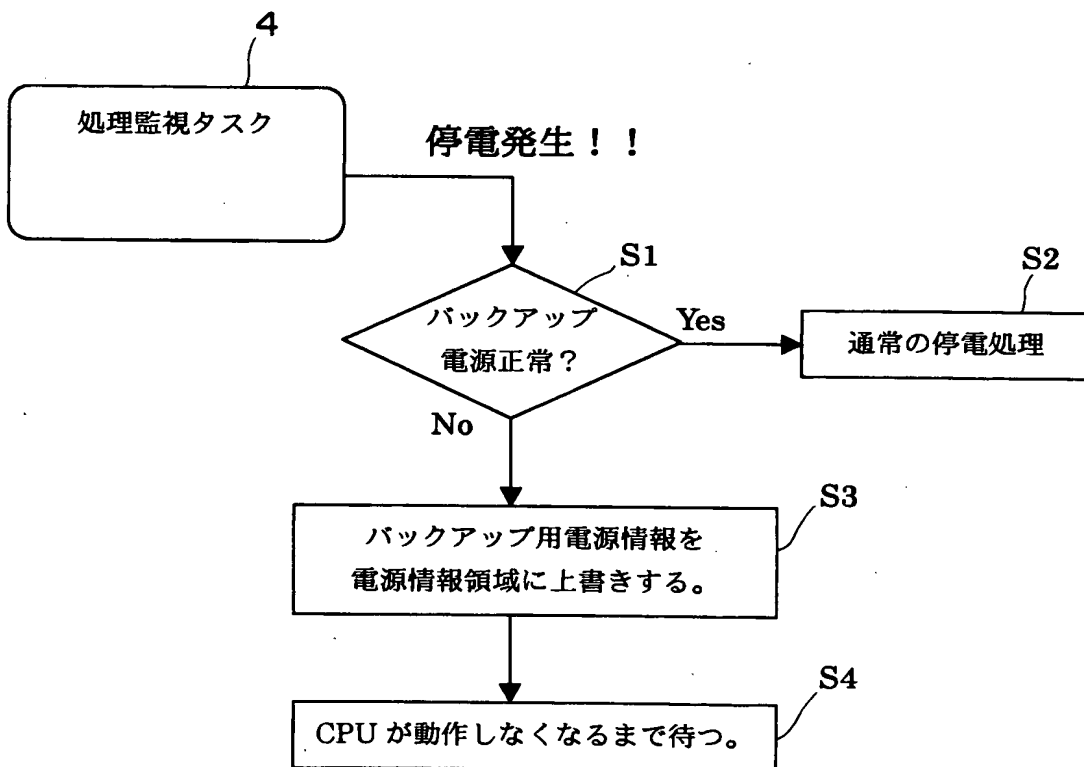 4
処理監視タスク
停電発生！！
S1
バックアップ
電源正常？
Yes
S2
通常の停電処理
No
S3
バックアップ用電源情報を
電源情報領域に上書きする。
S4
CPU が動作しなくなるまで待つ。